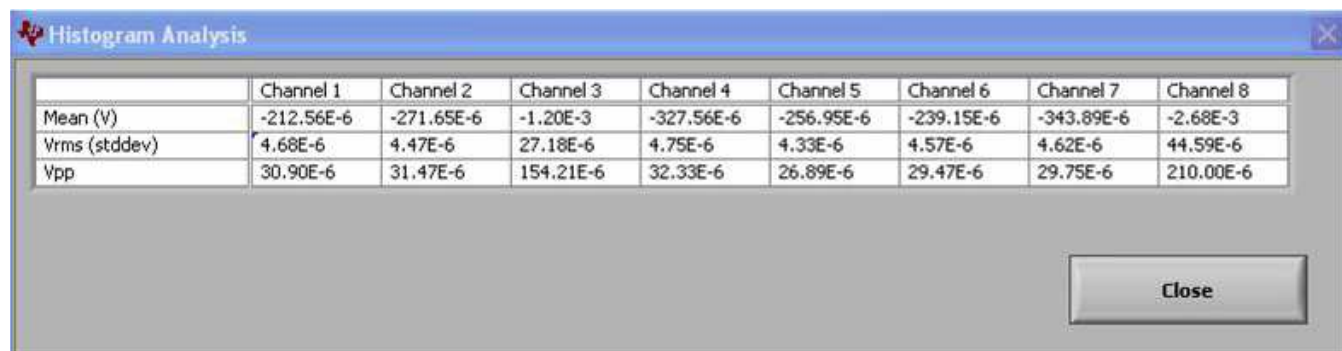 Histogram Analysis
Channel 1 Channel 2 Channel 3 Channel 4 Channel 5 Channel 6 Channel 7 Channel 8
Mean (V) -212.56E-6 -271.65E-6 -1.20E-3 -327.56E-6 -256.95E-6 -239.15E-6 -343.89E-6 -2.68E-3
Vrms (stddev) 4.68E-6 4.47E-6 27.18E-6 4.75E-6 4.33E-6 4.57E-6 4.62E-6 44.59E-6
Vpp 30.90E-6 31.47E-6 154.21E-6 32.33E-6 26.89E-6 29.47E-6 29.75E-6 210.00E-6
Close